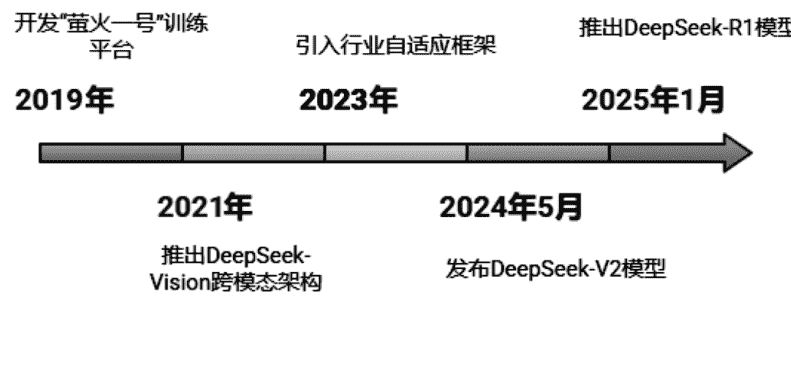 开发“萤火一号”训练
平台
引入行业自适应框架
推出DeepSeek-R1模型
2019年
2023年
2025年1月
2021年
2024年5月
推出DeepSeek-
Vision跨模态架构
发布DeepSeek-V2模型